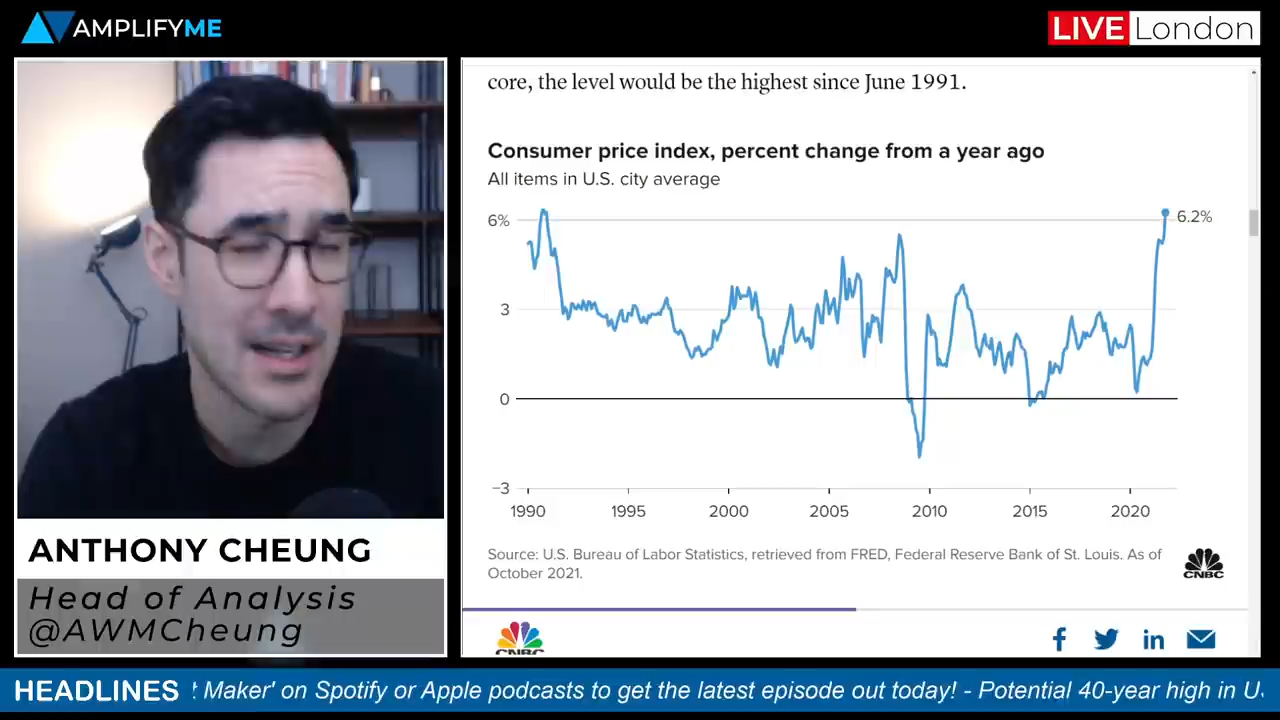 AMPLIFYME
LIVE London
core, the level would be the highest since June 1991.
Consumer price index, percent change from a year ago
All items in U.S. city average
6%
6.2%
3
0
−3
1990 1995 2000 2005 2010 2015 2020
Source: U.S. Bureau of Labor Statistics, retrieved from FRED, Federal Reserve Bank of St. Louis. As of
October 2021.
CNBC
CNBC
ANTHONY CHEUNG
Head of Analysis
@AWMCheung
HEADLINES t Maker' on Spotify or Apple podcasts to get the latest episode out today! - Potential 40-year high in U.